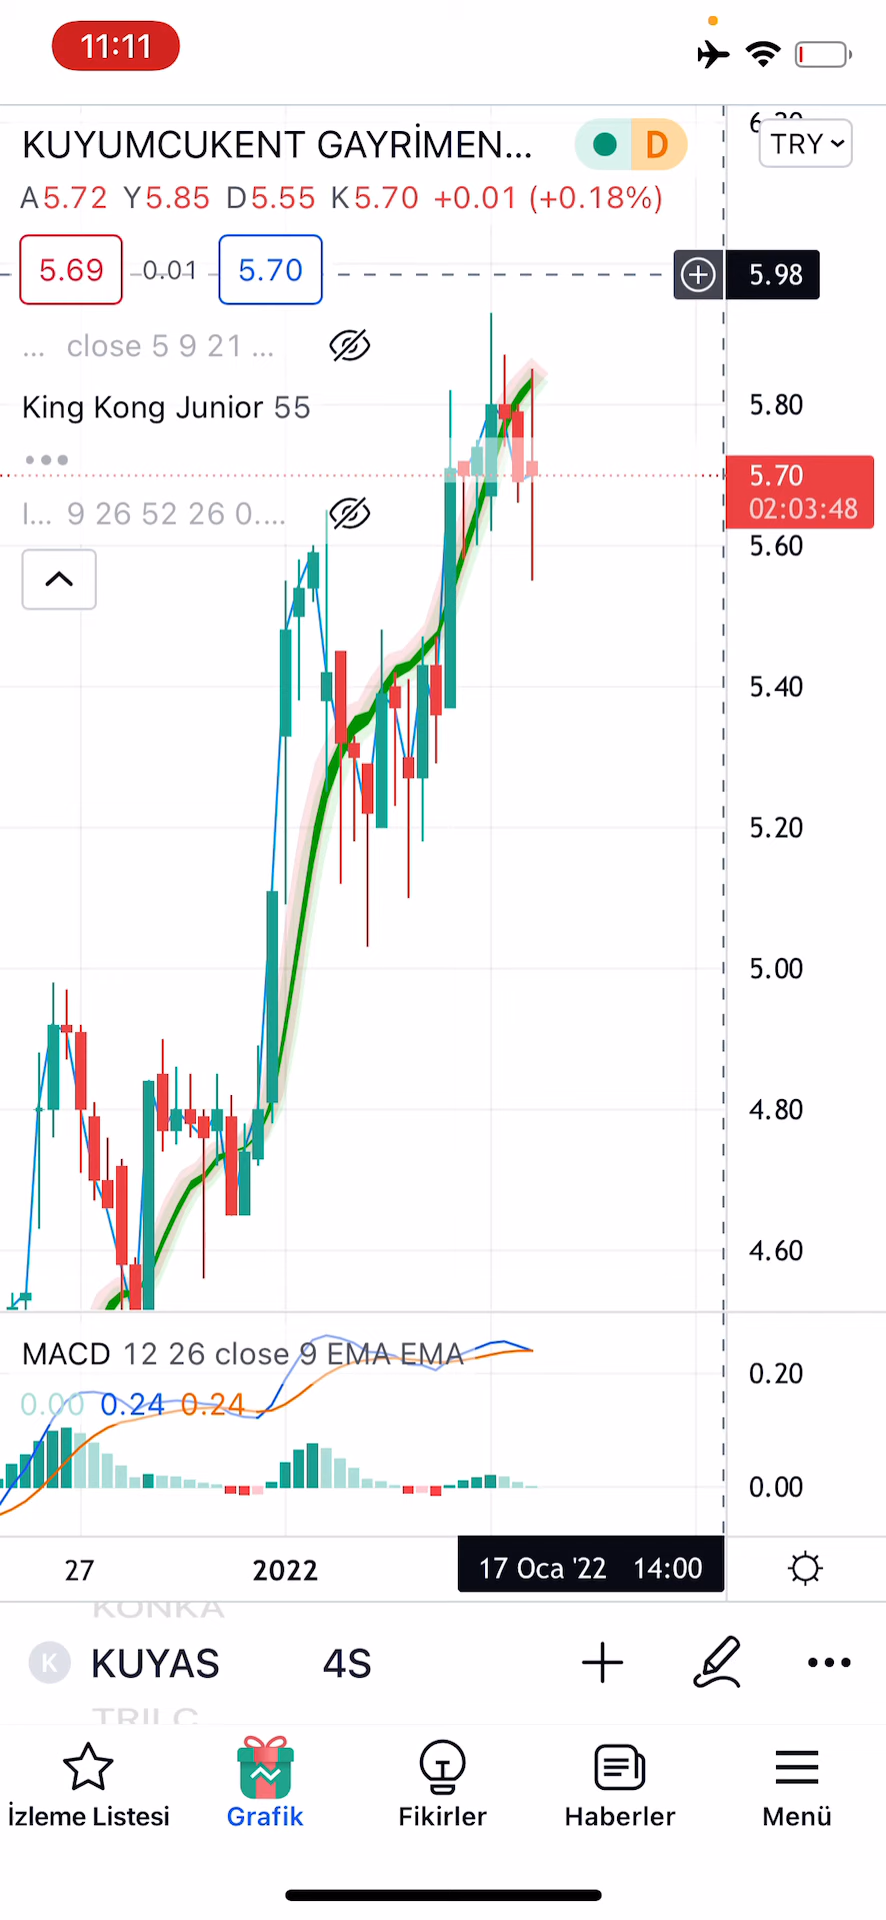 11:11
6.20
KUYUMCUKENT GAYRİMEN... D TRY
A5.72 Y5.85 D5.55 K5.70 +0.01 (+0.18%)
5.69 0.01 5.70 5.98
... close 5 9 21 ...
King Kong Junior 55
5.80
5.70
02:03:48
I... 9 26 52 26 0....
5.60
5.40
5.20
5.00
4.80
4.60
MACD 12 26 close 9 EMA EMA
0.20
0.00 0.24 0.24
0.00
27 2022 17 Oca '22 14:00
KONKA
K KUYAS 4S
TRILC
İzleme Listesi Grafik Fikirler Haberler Menü